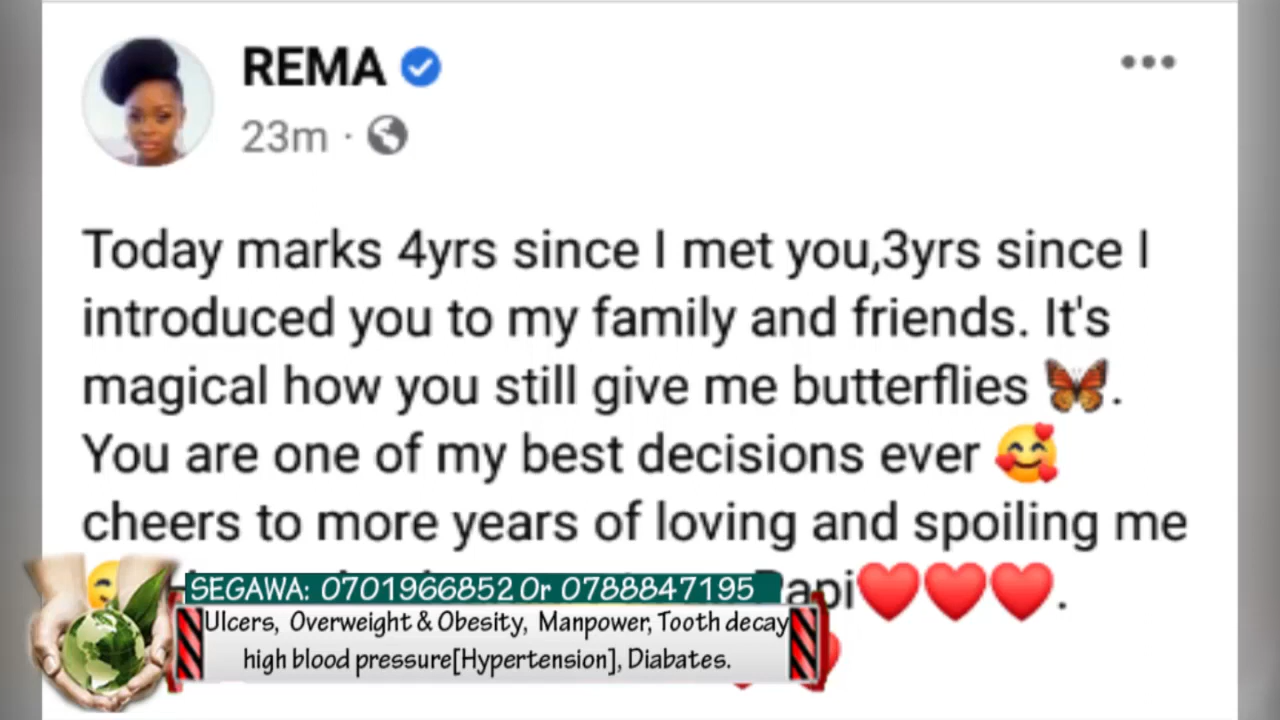 REMA
23m ·
Today marks 4yrs since I met you,3yrs since I
introduced you to my family and friends. It's
magical how you still give me butterflies 🦋.
You are one of my best decisions ever 🥰
cheers to more years of loving and spoiling me
❤️❤️❤️.
SEGAWA: 0701966852 Or 0788847195
Ulcers, Overweight & Obesity, Manpower, Tooth decay
high blood pressure[Hypertension], Diabates.